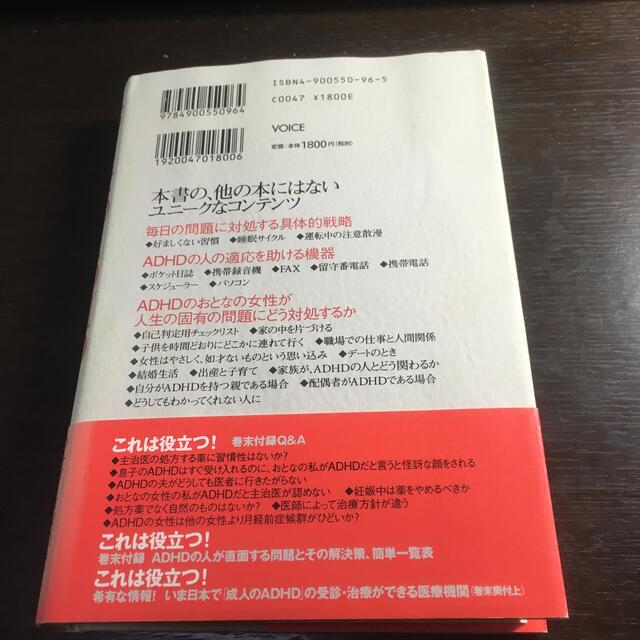 ISBN4-900550-96-5
C0047 ¥1800E
9784900550964
VOICE
定価:本体1800円(税別)
1920047018006
本書の、他の本にはない
ユニークなコンテンツ
毎日の問題に対処する具体的戦略
◆好ましくない習慣 ◆睡眠サイクル ◆運転中の注意散漫
ADHDの人の適応を助ける機器
◆ポケット日誌 ◆携帯録音機 ◆FAX ◆留守番電話 ◆携帯電話
◆スケジューラー ◆パソコン
ADHDのおとなの女性が
人生の固有の問題にどう対処するか
◆自己判定用チェックリスト ◆家の中を片づける
◆子供を時間どおりにどこかに連れて行く ◆職場での仕事と人間関係
◆女性はやさしく、如才ないものという思い込み ◆デートのとき
◆結婚生活 ◆出産と子育て ◆家族が、ADHDの人とどう関わるか
◆自分がADHDを持つ親である場合 ◆配偶者がADHDである場合
◆どうしてもわかってくれない人に
これは役立つ! 巻末付録Q&A
◆主治医の処方する薬に習慣性はないか?
◆息子のADHDはすぐ受け入れるのに、おとなの私がADHDだと言うと怪訝な顔をされる
◆ADHDの夫がどうしても医者に行きたがらない
◆おとなの女性の私がADHDだと主治医が認めない ◆妊娠中は薬をやめるべきか
◆処方薬でなく自然のものはないか? ◆医師によって治療方針が違う
◆ADHDの女性は他の女性より月経前症候群がひどいか?
これは役立つ!
巻末付録 ADHDの人が直面する問題とその解決策、簡単一覧表
これは役立つ!
希有な情報! いま日本で「成人のADHD」の受診・治療ができる医療機関(巻末奥付上)